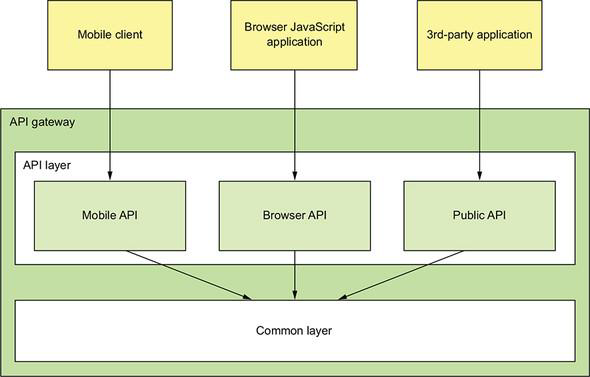 Mobile client
Browser JavaScript
application
3rd-party application
API gateway
API layer
Mobile API
Browser API
Public API
Common layer